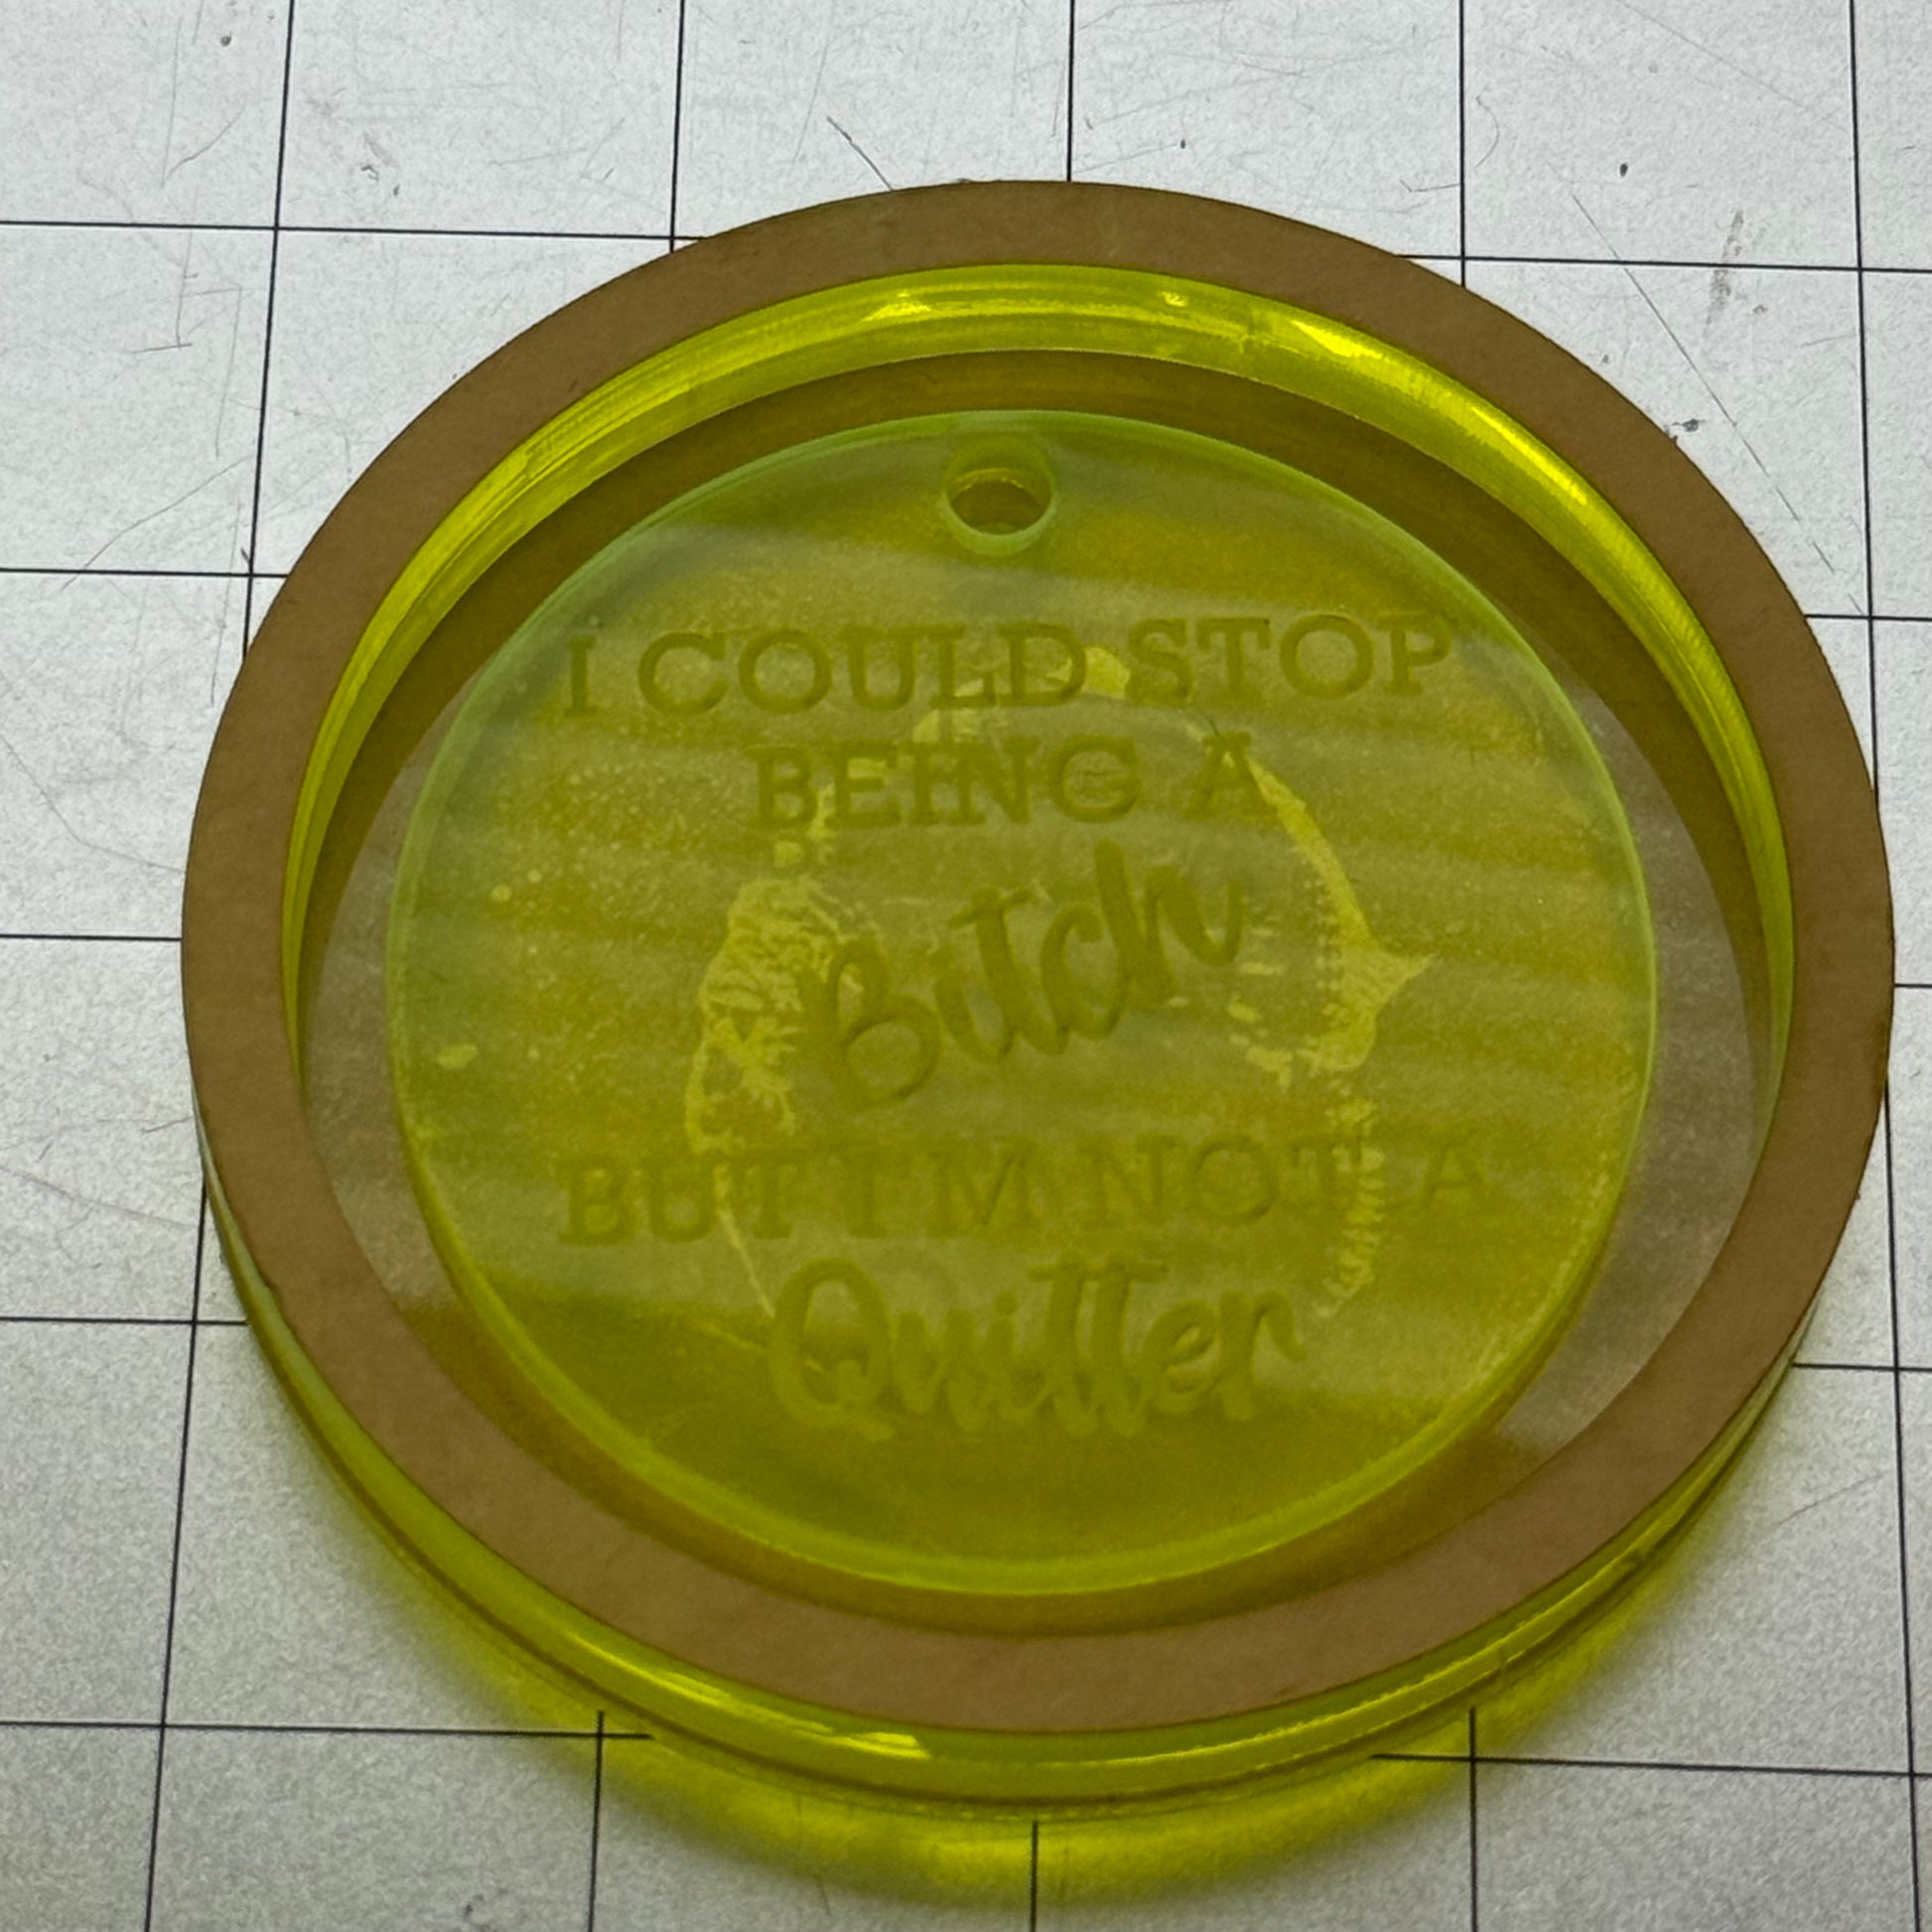 I COULD STOP
BEING A
Bitch
BUT I'M NOT A
Quitter